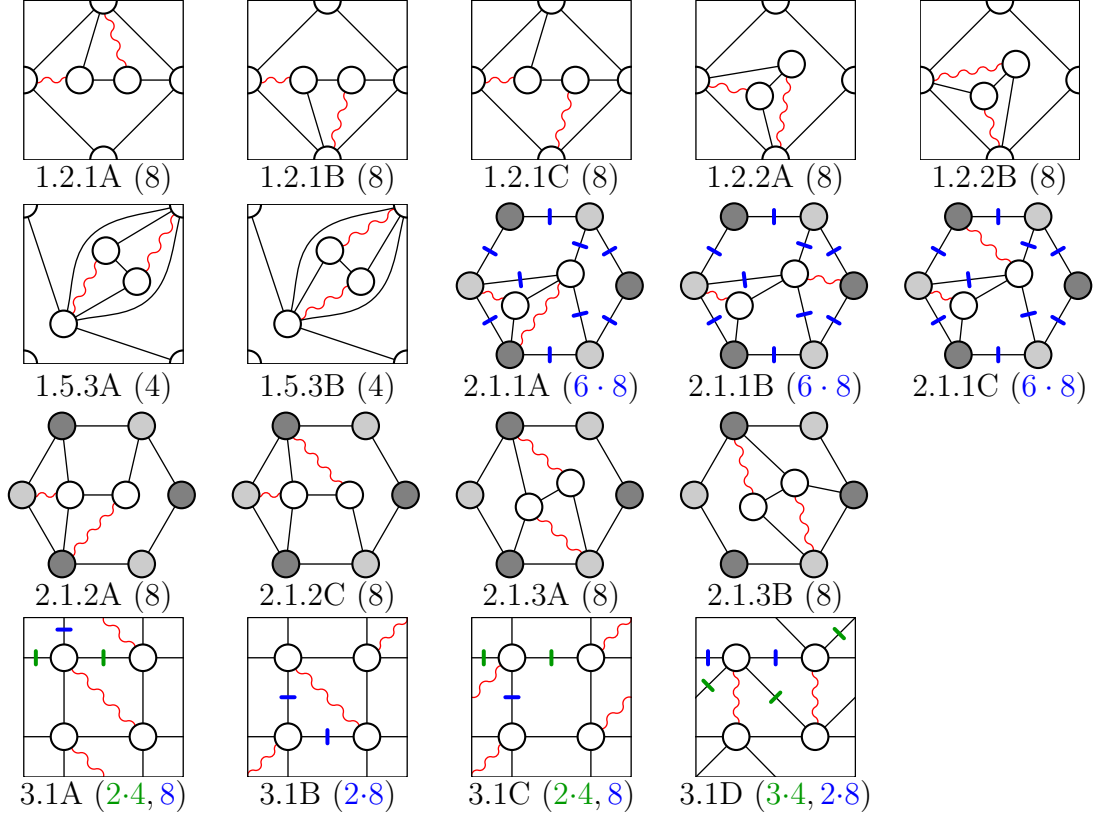 1.2.1A (8) 1.2.1B (8) 1.2.1C (8) 1.2.2A (8) 1.2.2B (8)
1.5.3A (4) 1.5.3B (4) 2.1.1A (6 · 8) 2.1.1B (6 · 8) 2.1.1C (6 · 8)
2.1.2A (8) 2.1.2C (8) 2.1.3A (8) 2.1.3B (8)
3.1A (2·4, 8) 3.1B (2·8) 3.1C (2·4, 8) 3.1D (3·4, 2·8)